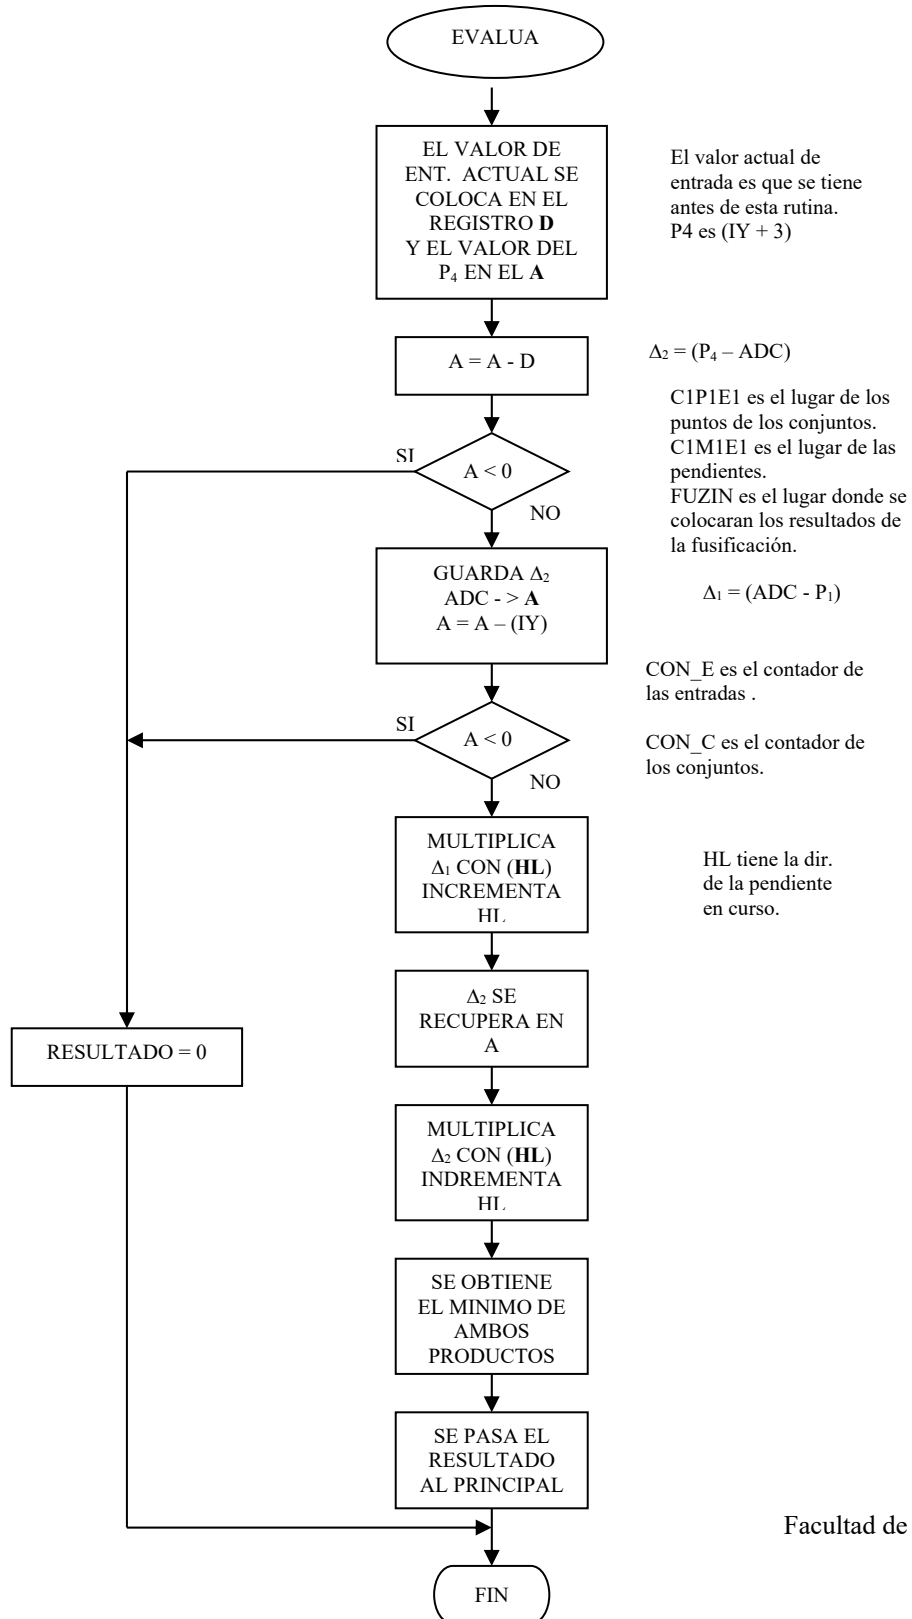 EVALUA
EL VALOR DE
ENT. ACTUAL SE
COLOCA EN EL
REGISTRO D
Y EL VALOR DEL
P₄ EN EL A
El valor actual de
entrada es que se tiene
antes de esta rutina.
P4 es (IY + 3)
A = A - D
Δ₂ = (P₄ – ADC)
C1P1E1 es el lugar de los
puntos de los conjuntos.
C1M1E1 es el lugar de las
pendientes.
FUZIN es el lugar donde se
colocaran los resultados de
la fusificación.
SI
A < 0
NO
GUARDA Δ₂
ADC - > A
A = A – (IY)
Δ₁ = (ADC - P₁)
CON_E es el contador de
las entradas .
SI
A < 0
NO
CON_C es el contador de
los conjuntos.
MULTIPLICA
Δ₁ CON (HL)
INCREMENTA
HL
HL tiene la dir.
de la pendiente
en curso.
Δ₂ SE
RECUPERA EN
A
RESULTADO = 0
MULTIPLICA
Δ₂ CON (HL)
INDREMENTA
HL
SE OBTIENE
EL MINIMO DE
AMBOS
PRODUCTOS
SE PASA EL
RESULTADO
AL PRINCIPAL
Facultad de
FIN